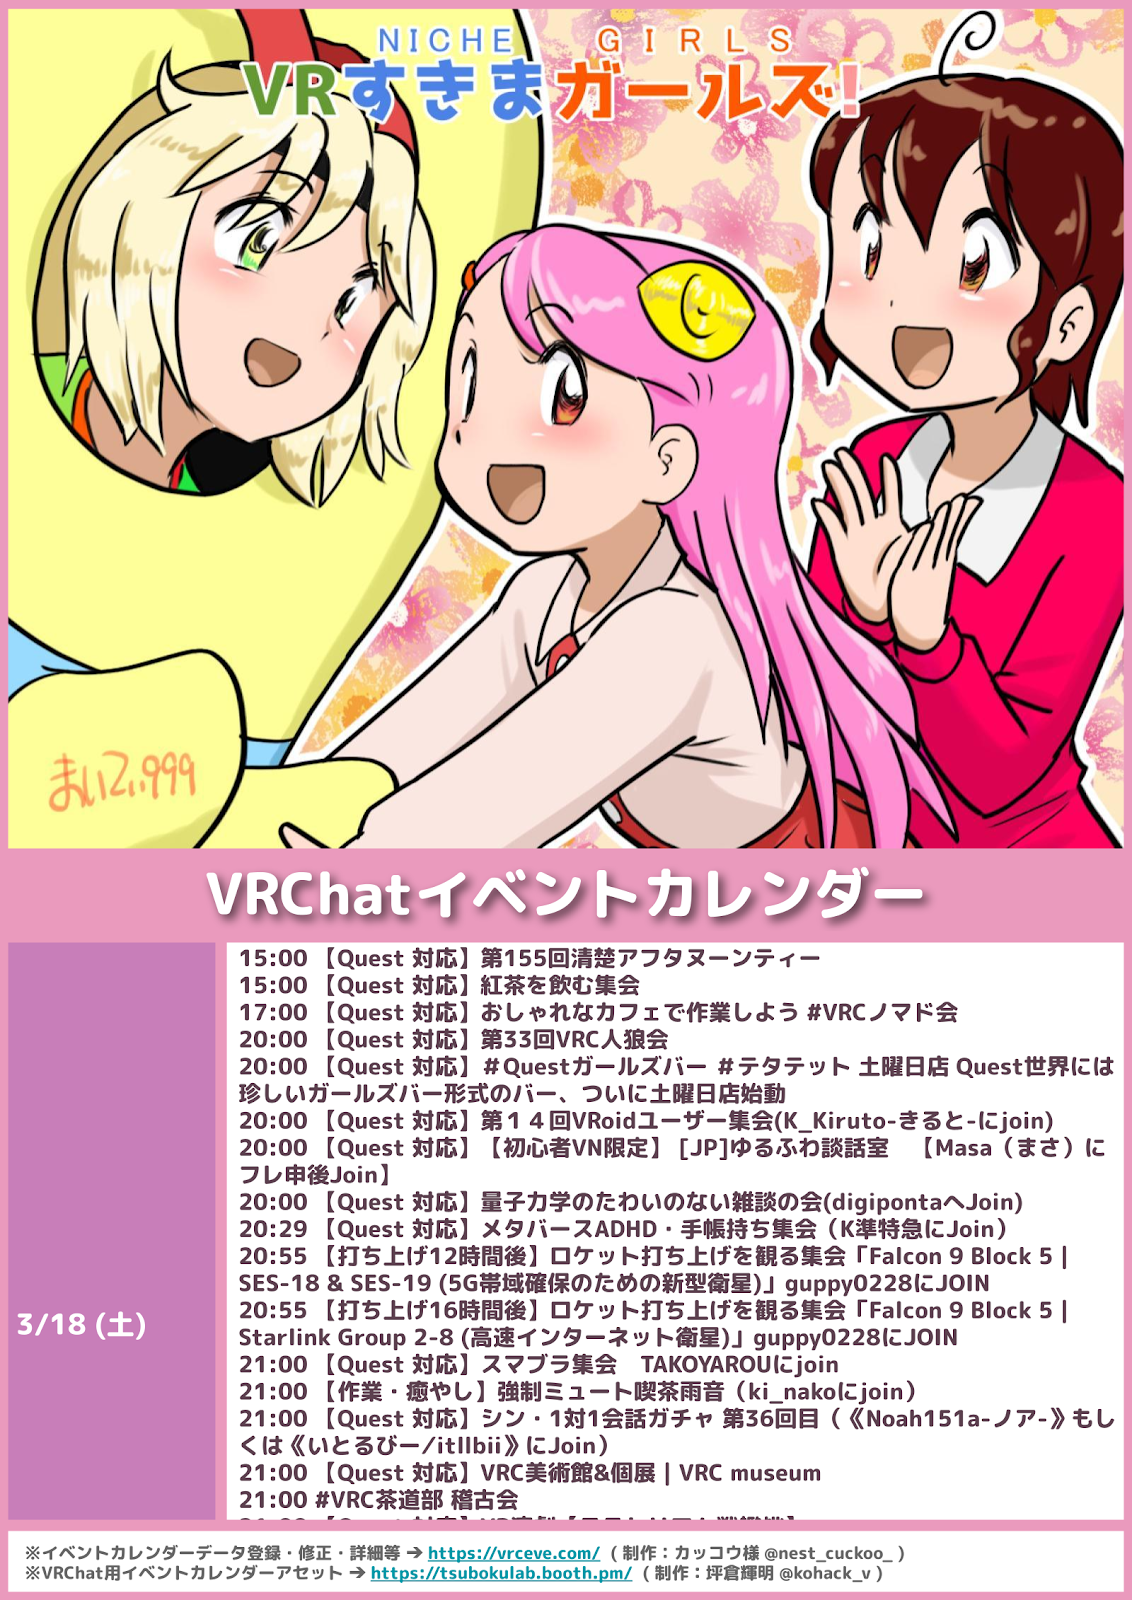 NICHE GIRLS
VRすきまガールズ!
まいてぃ999
VRChatイベントカレンダー
3/18 (土)
15:00 【Quest 対応】第155回清楚アフタヌーンティー
15:00 【Quest 対応】紅茶を飲む集会
17:00 【Quest 対応】おしゃれなカフェで作業しよう #VRCノマド会
20:00 【Quest 対応】第33回VRC人狼会
20:00 【Quest 対応】＃Questガールズバー ＃テタテット 土曜日店 Quest世界には
珍しいガールズバー形式のバー、ついに土曜日店始動
20:00 【Quest 対応】第１４回VRoidユーザー集会(K_Kiruto-きると-にjoin)
20:00 【Quest 対応】【初心者VN限定】 [JP]ゆるふわ談話室　【Masa（まさ）に
フレ申後Join】
20:00 【Quest 対応】量子力学のたわいのない雑談の会(digipontaへJoin)
20:29 【Quest 対応】メタバースADHD・手帳持ち集会（K準特急にJoin）
20:55 【打ち上げ12時間後】ロケット打ち上げを観る集会「Falcon 9 Block 5 |
SES-18 & SES-19 (5G帯域確保のための新型衛星)」guppy0228にJOIN
20:55 【打ち上げ16時間後】ロケット打ち上げを観る集会「Falcon 9 Block 5 |
Starlink Group 2-8 (高速インターネット衛星)」guppy0228にJOIN
21:00 【Quest 対応】スマブラ集会　TAKOYAROUにjoin
21:00 【作業・癒やし】強制ミュート喫茶雨音（ki_nakoにjoin）
21:00 【Quest 対応】シン・1対1会話ガチャ 第36回目（《Noah151a-ノア-》もし
くは《いとるびー/itllbii》にJoin）
21:00 【Quest 対応】VRC美術館&個展 | VRC museum
21:00 #VRC茶道部 稽古会
※イベントカレンダーデータ登録・修正・詳細等 ➔ https://vrceve.com/ （制作：カッコウ様 @nest_cuckoo_ ）
※VRChat用イベントカレンダーアセット ➔ https://tsubokulab.booth.pm/ （制作：坪倉輝明 @kohack_v ）